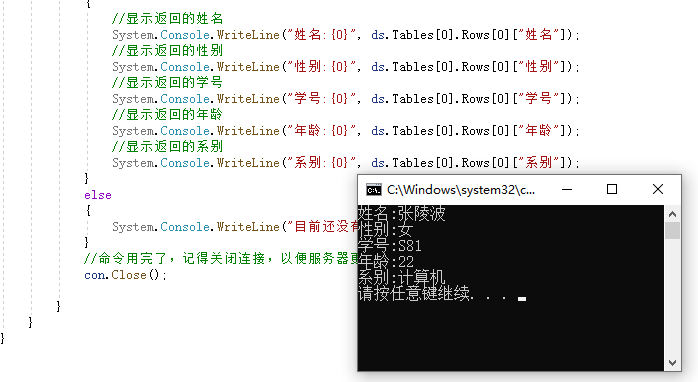 {
//显示返回的姓名
System.Console.WriteLine("姓名:{0}", ds.Tables[0].Rows[0]["姓名"]);
//显示返回的性别
System.Console.WriteLine("性别:{0}", ds.Tables[0].Rows[0]["性别"]);
//显示返回的学号
System.Console.WriteLine("学号:{0}", ds.Tables[0].Rows[0]["学号"]);
//显示返回的年龄
System.Console.WriteLine("年龄:{0}", ds.Tables[0].Rows[0]["年龄"]);
//显示返回的系别
System.Console.WriteLine("系别:{0}", ds.Tables[0].Rows[0]["系别"]);
}
else
{
System.Console.WriteLine("目前还没有
}
//命令用完了，记得关闭连接，以便服务器
con.Close();
}
}
}
C:\Windows\system32\c...
姓名:张陵波
性别:女
学号:S81
年龄:22
系别:计算机
请按任意键继续. . .